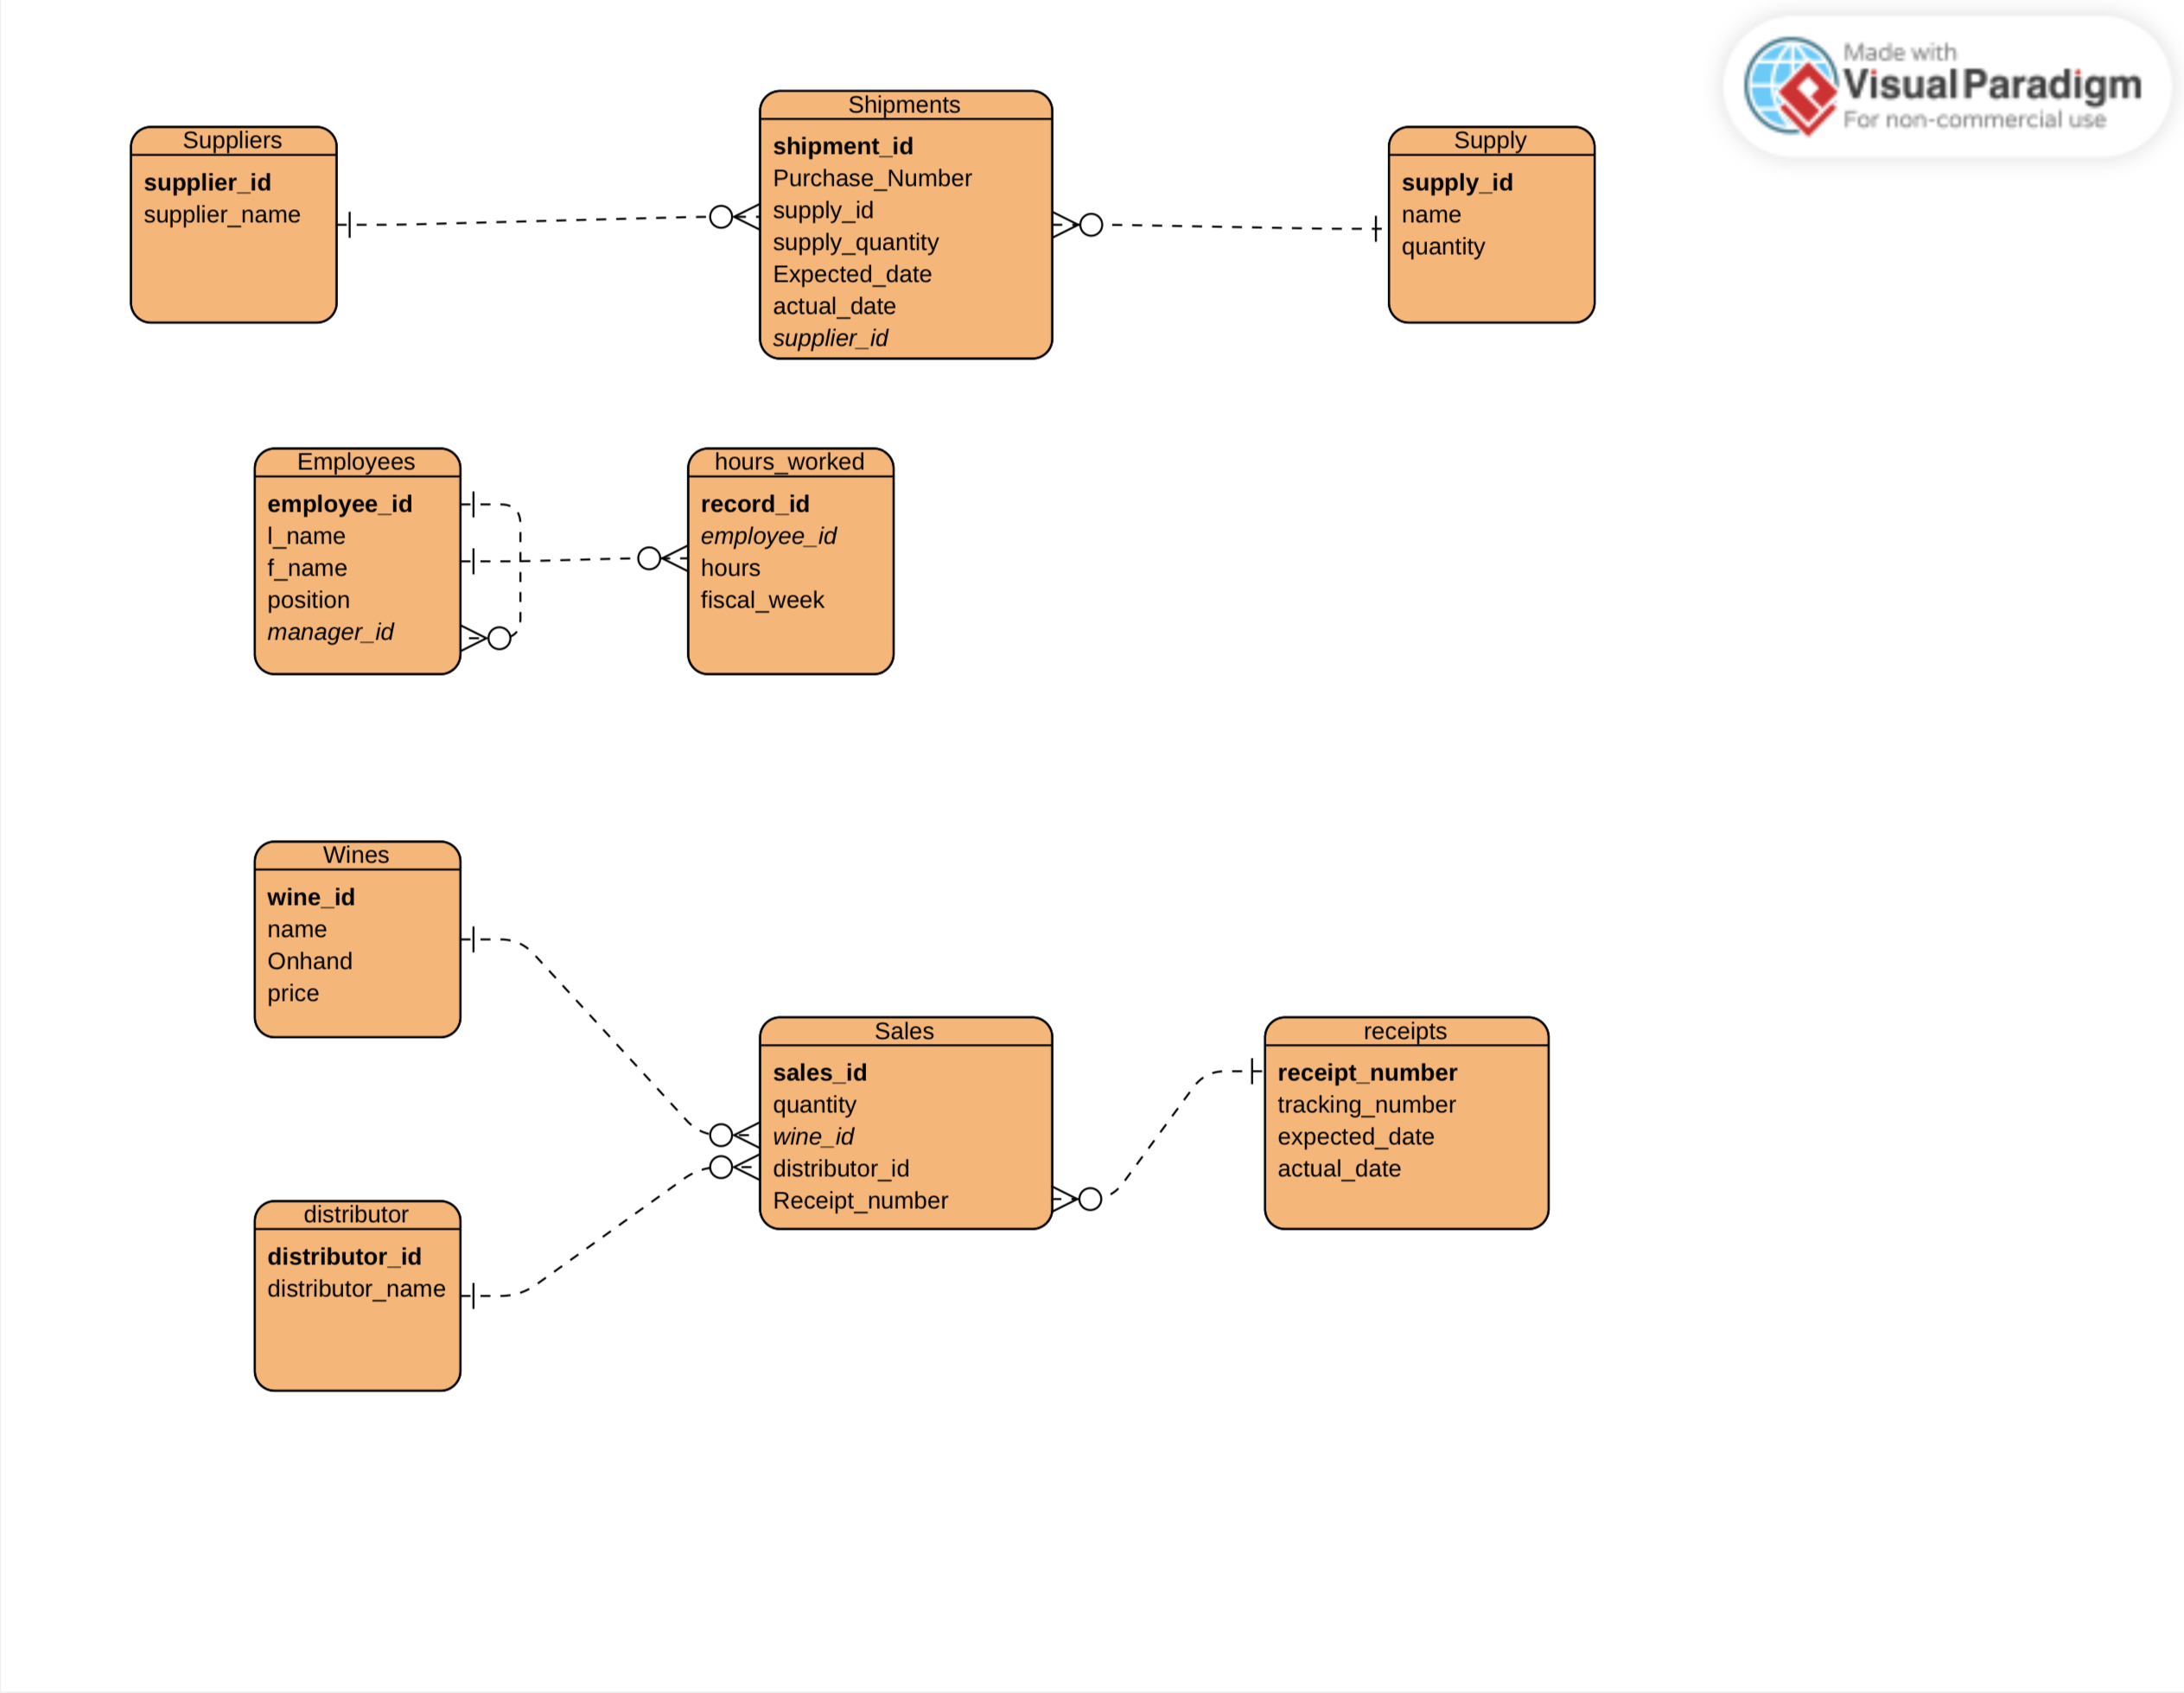 Made with
Visual Paradigm
For non-commercial use
Suppliers
supplier_id
supplier_name
Shipments
shipment_id
Purchase_Number
supply_id
supply_quantity
Expected_date
actual_date
supplier_id
Supply
supply_id
name
quantity
Employees
employee_id
l_name
f_name
position
manager_id
hours_worked
record_id
employee_id
hours
fiscal_week
Wines
wine_id
name
Onhand
price
Sales
sales_id
quantity
wine_id
distributor_id
Receipt_number
receipts
receipt_number
tracking_number
expected_date
actual_date
distributor
distributor_id
distributor_name